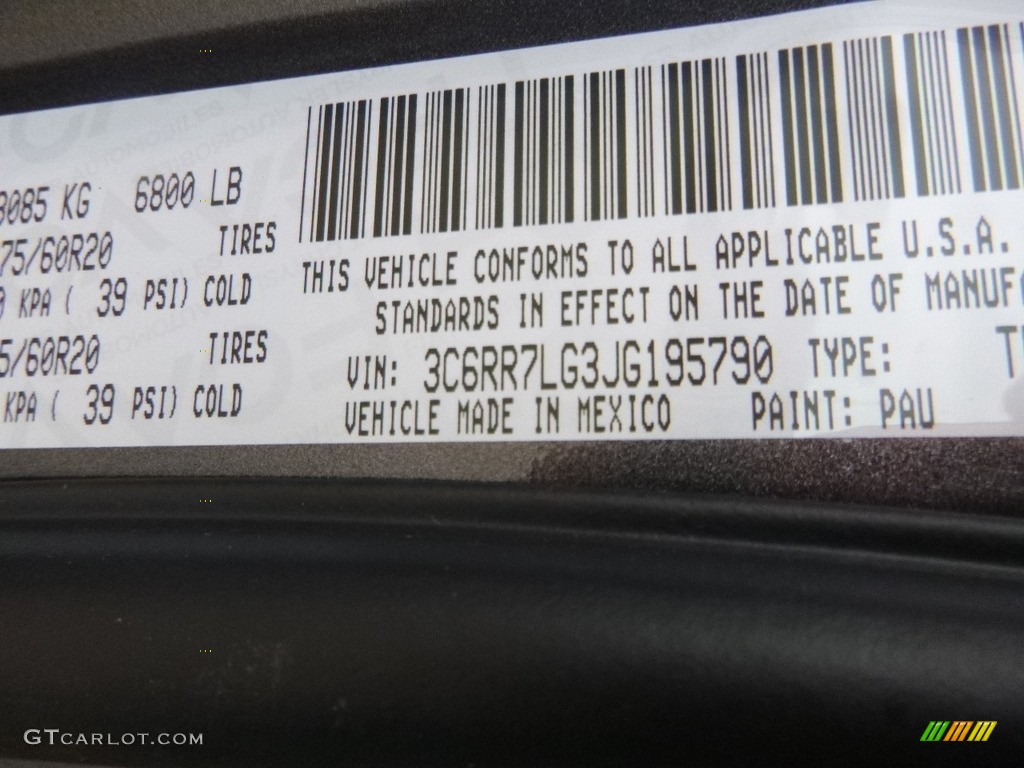 3085 KG 6800 LB
75/60R20 TIRES
0 KPA ( 39 PSI) COLD
5/60R20 TIRES
KPA ( 39 PSI) COLD
THIS VEHICLE CONFORMS TO ALL APPLICABLE U.S.A.
STANDARDS IN EFFECT ON THE DATE OF MANUFA
VIN: 3C6RR7LG3JG195790 TYPE: T
VEHICLE MADE IN MEXICO PAINT: PAU
GTCARLOT.COM